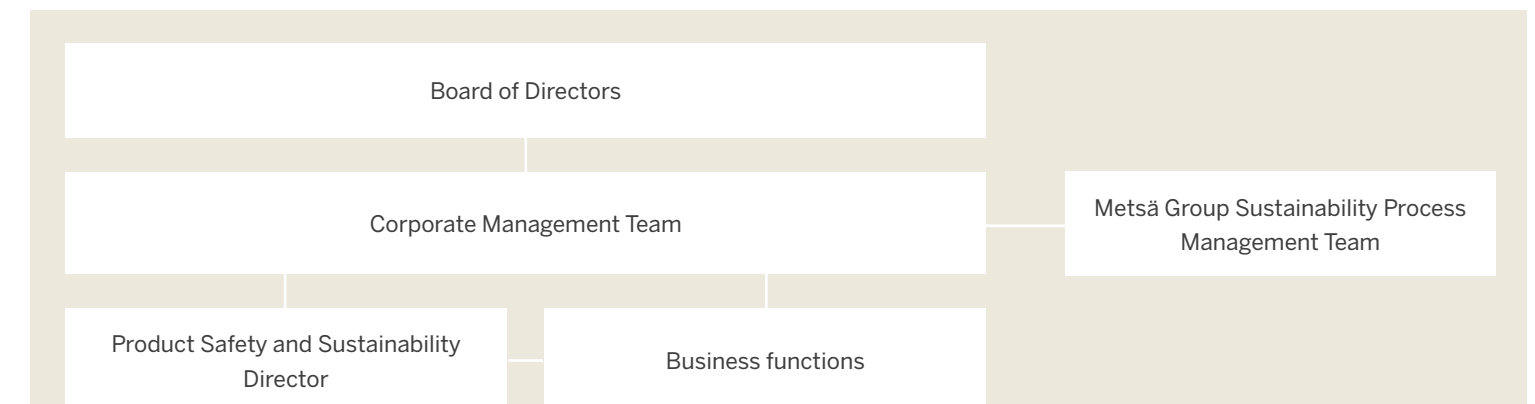 Board of Directors
Corporate Management Team
Metsä Group Sustainability Process
Management Team
Product Safety and Sustainability
Director
Business functions